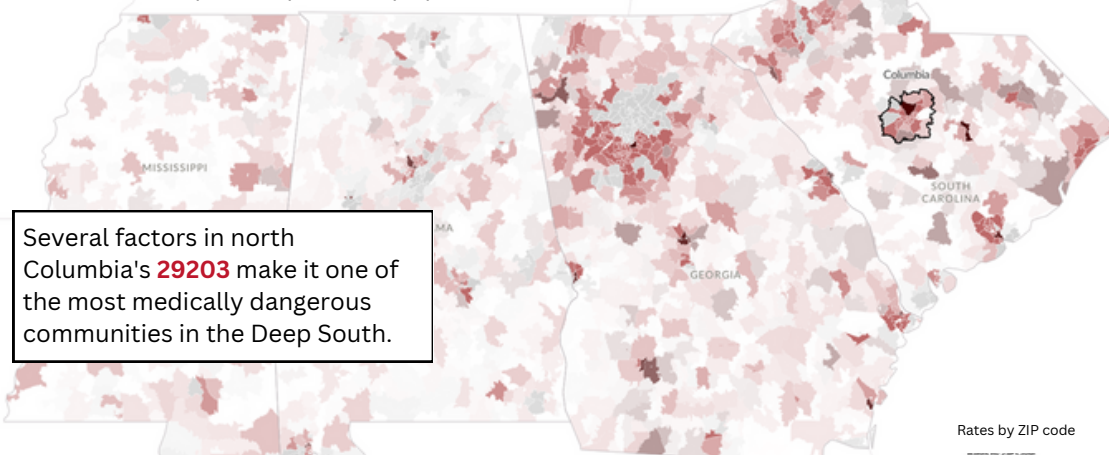 Columbia
MISSISSIPPI
SOUTH
CAROLINA
Several factors in north
Columbia's 29203 make it one of
the most medically dangerous
communities in the Deep South.
MA
GEORGIA
Rates by ZIP code